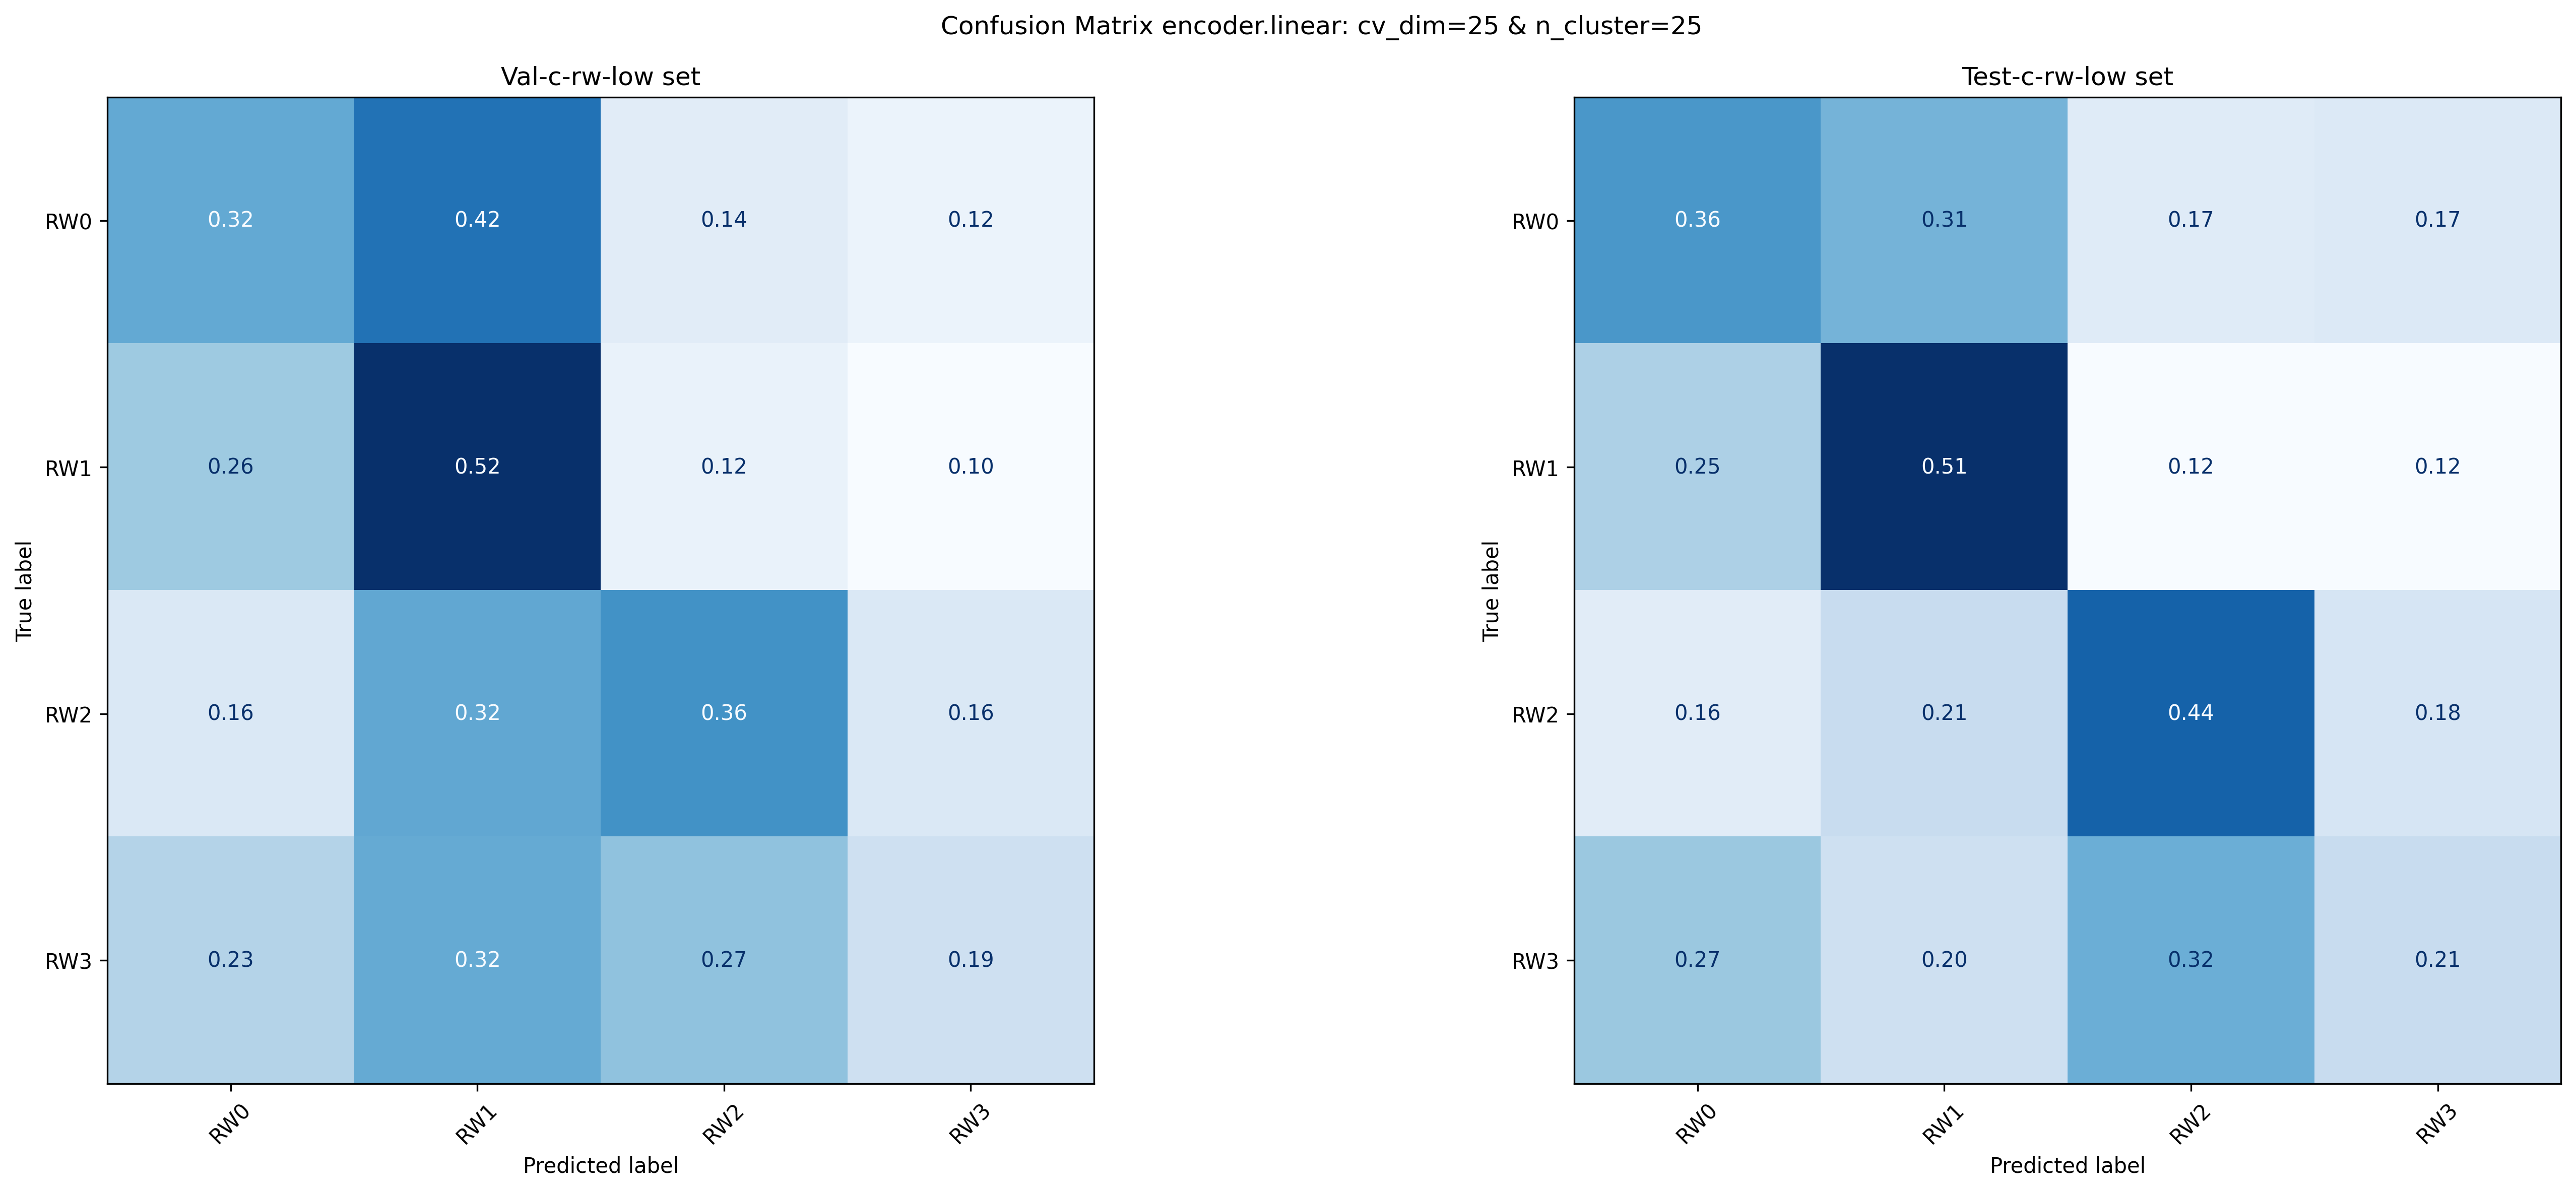 Confusion Matrix encoder.linear: cv_dim=25 & n_cluster=25
Val-c-rw-low set
True label
RW0 0.32 0.42 0.14 0.12
RW1 0.26 0.52 0.12 0.10
RW2 0.16 0.32 0.36 0.16
RW3 0.23 0.32 0.27 0.19
RW0 RW1 RW2 RW3
Predicted label
Test-c-rw-low set
True label
RW0 0.36 0.31 0.17 0.17
RW1 0.25 0.51 0.12 0.12
RW2 0.16 0.21 0.44 0.18
RW3 0.27 0.20 0.32 0.21
RW0 RW1 RW2 RW3
Predicted label